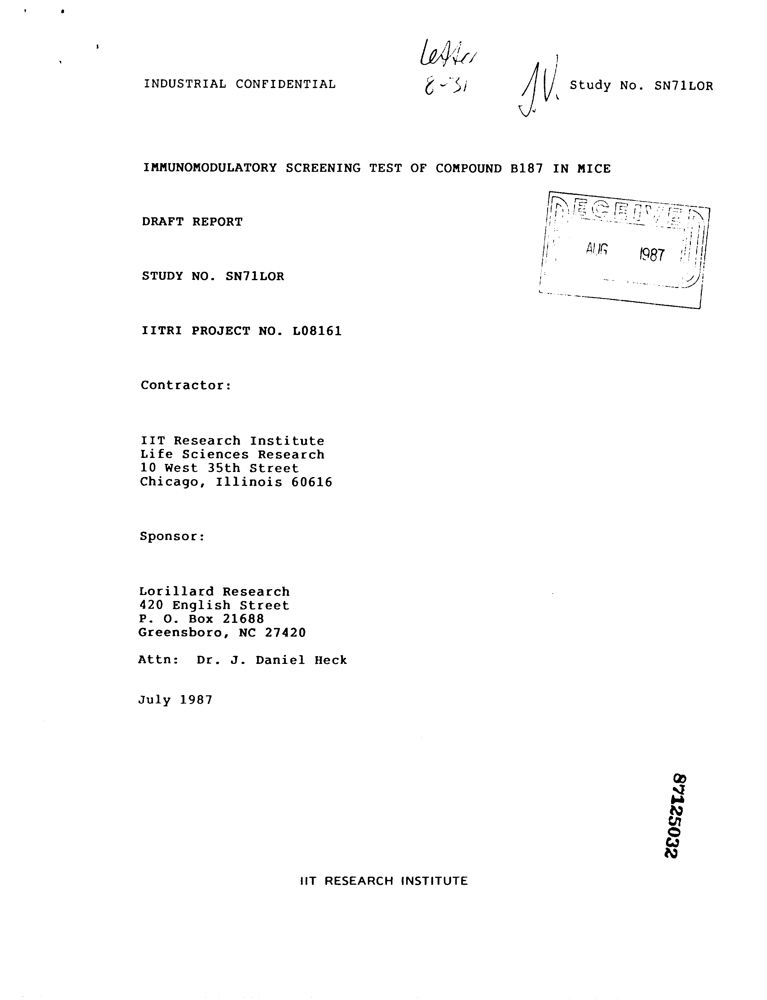 Letter
8-31
INDUSTRIAL CONFIDENTIAL
J.V.
Study No. SN71LOR
IMMUNOMODULATORY SCREENING TEST OF COMPOUND B187 IN MICE
RECEIVED
AUG 1987
DRAFT REPORT
STUDY NO. SN71LOR
IITRI PROJECT NO. L08161
Contractor:
IIT Research Institute
Life Sciences Research
10 West 35th Street
Chicago, Illinois 60616
Sponsor:
Lorillard Research
420 English Street
P. O. Box 21688
Greensboro, NC 27420
Attn: Dr. J. Daniel Heck
July 1987
87125032
IIT RESEARCH INSTITUTE